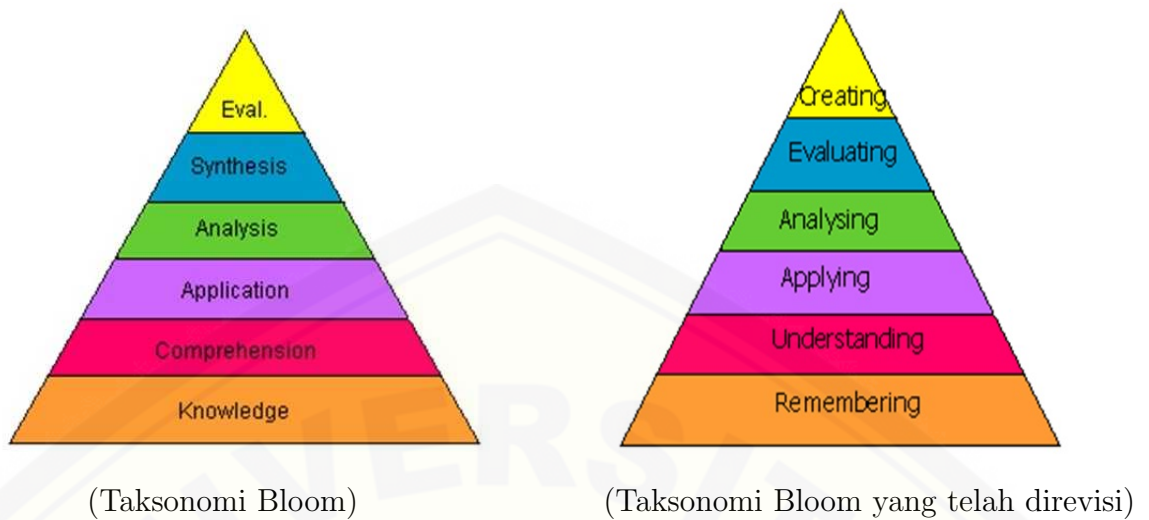 Eval.
Synthesis
Analysis
Application
Comprehension
Knowledge
(Taksonomi Bloom)
Creating
Evaluating
Analysing
Applying
Understanding
Remembering
(Taksonomi Bloom yang telah direvisi)